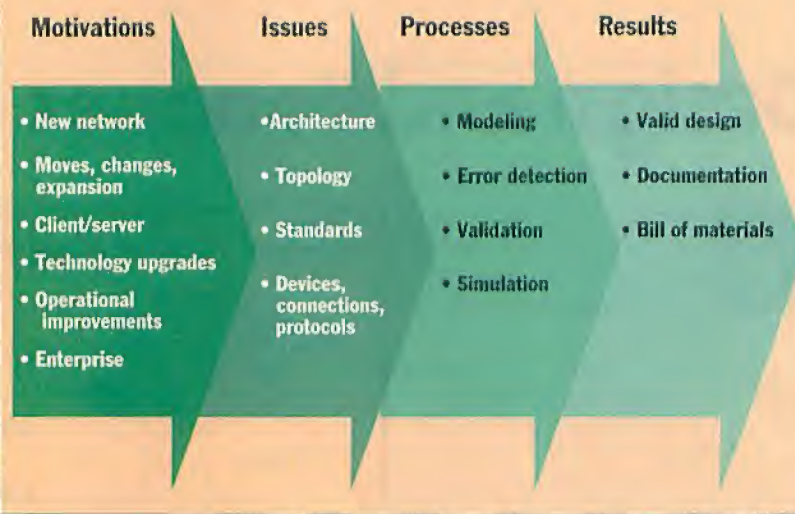 Motivations
Issues
Processes
Results
• New network
• Moves, changes,
expansion
• Client/server
• Technology upgrades
• Operational
improvements
• Enterprise
•Architecture
• Topology
• Standards
• Devices,
connections,
protocols
• Modeling
• Error detection
• Validation
• Simulation
• Valid design
• Documentation
• Bill of materials